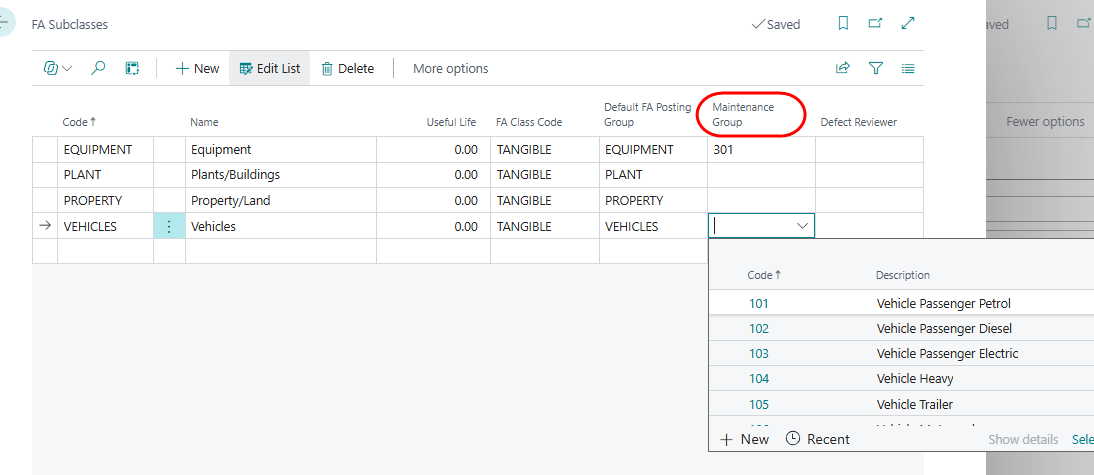 FA Subclasses
Saved
aved
New
Edit List
Delete
More options
Fewer options
Code
Name
Useful Life
FA Class Code
Default FA Posting
Group
Maintenance
Group
Defect Reviewer
EQUIPMENT Equipment 0.00 TANGIBLE EQUIPMENT 301
PLANT Plants/Buildings 0.00 TANGIBLE PLANT
PROPERTY Property/Land 0.00 TANGIBLE PROPERTY
VEHICLES Vehicles 0.00 TANGIBLE VEHICLES
Code Description
101 Vehicle Passenger Petrol
102 Vehicle Passenger Diesel
103 Vehicle Passenger Electric
104 Vehicle Heavy
105 Vehicle Trailer
New Recent Show details Sele